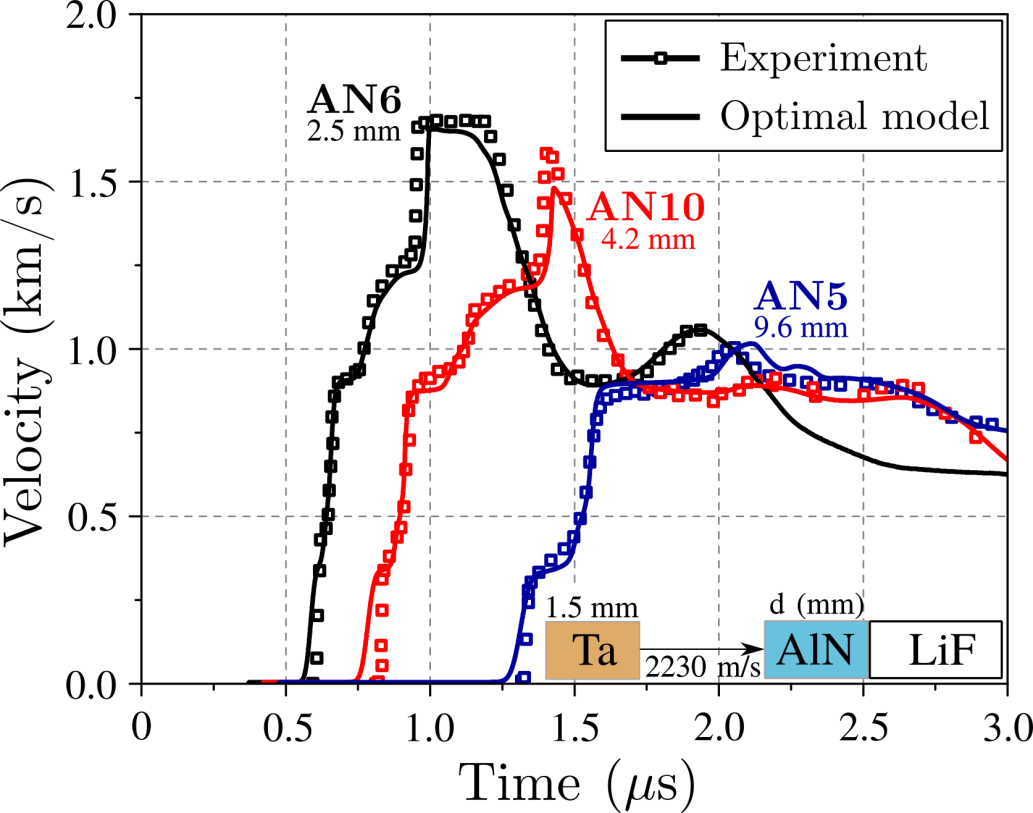 2.0
1.5
1.0
0.5
0.0
Velocity (km/s)
AN6
2.5 mm
Experiment
Optimal model
AN10
4.2 mm
AN5
9.6 mm
1.5 mm
d (mm)
Ta
2230 m/s
AlN
LiF
0
0.5
1.0
1.5
2.0
2.5
3.0
Time (μs)